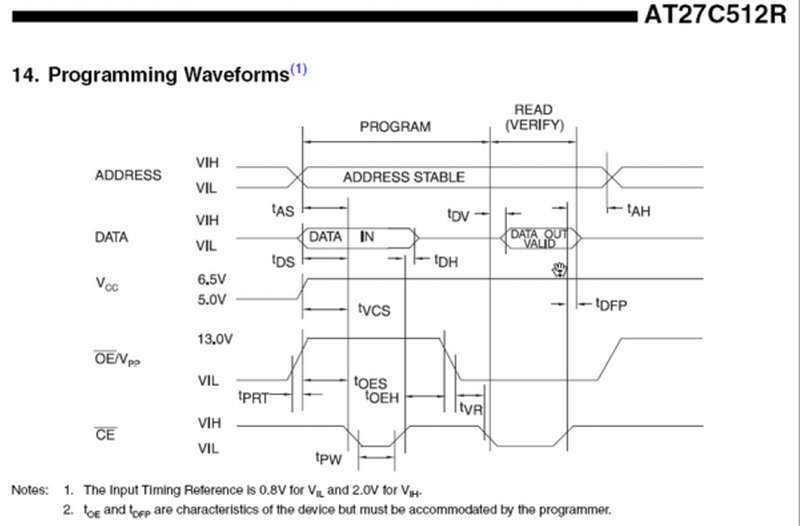 AT27C512R
14. Programming Waveforms(1)
READ
PROGRAM (VERIFY)
VIH
ADDRESS ADDRESS STABLE
VIL
tAS tDV tAH
VIH
DATA DATA IN DATA OUT
VALID
VIL
tDS tDH
6.5V
VCC
5.0V
tVCS tDFP
13.0V
OE/VPP
VIL
tOES
tPRT tOEH
tVR
VIH
CE
VIL
tPW
Notes: 1. The Input Timing Reference is 0.8V for VIL and 2.0V for VIH.
2. tOE and tDFP are characteristics of the device but must be accommodated by the programmer.